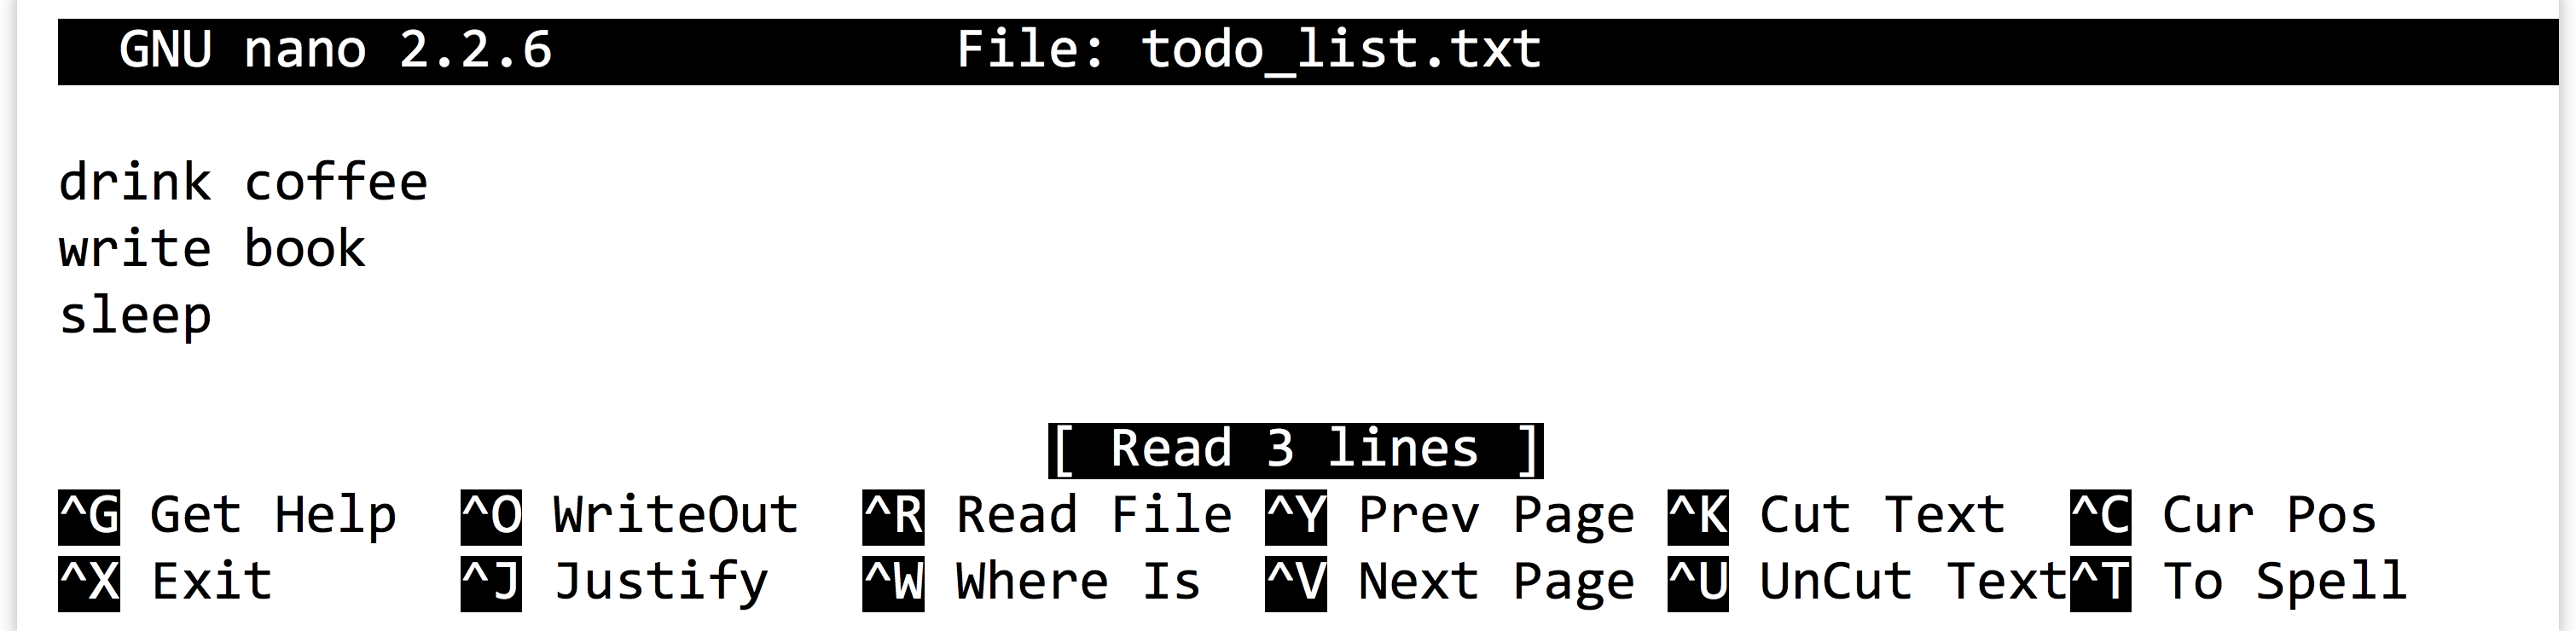 GNU nano 2.2.6 File: todo_list.txt
drink coffee
write book
sleep
[ Read 3 lines ]
^G Get Help ^O WriteOut ^R Read File ^Y Prev Page ^K Cut Text ^C Cur Pos
^X Exit ^J Justify ^W Where Is ^V Next Page ^U UnCut Text ^T To Spell